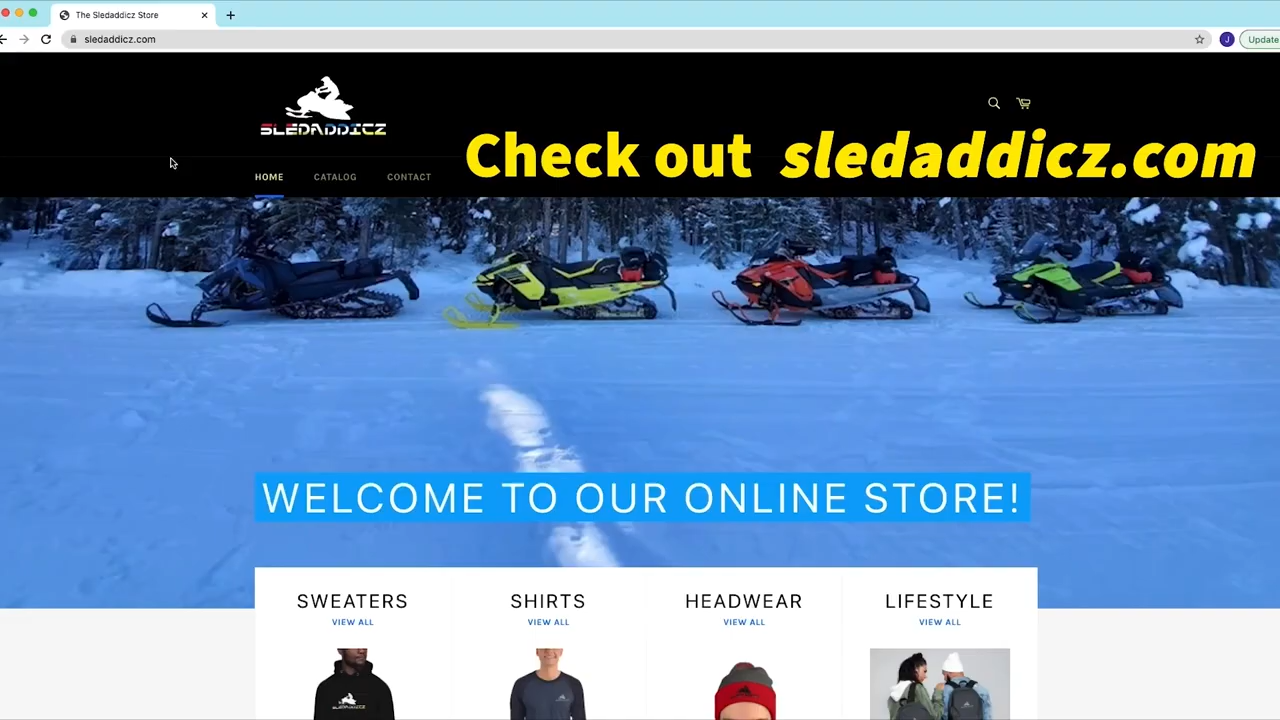 The Sledaddicz Store
sledaddicz.com
J
Update
SLEDADDICZ
Check out sledaddicz.com
HOME CATALOG CONTACT
WELCOME TO OUR ONLINE STORE!
SWEATERS SHIRTS HEADWEAR LIFESTYLE
VIEW ALL VIEW ALL VIEW ALL VIEW ALL
SLEDADDICZ